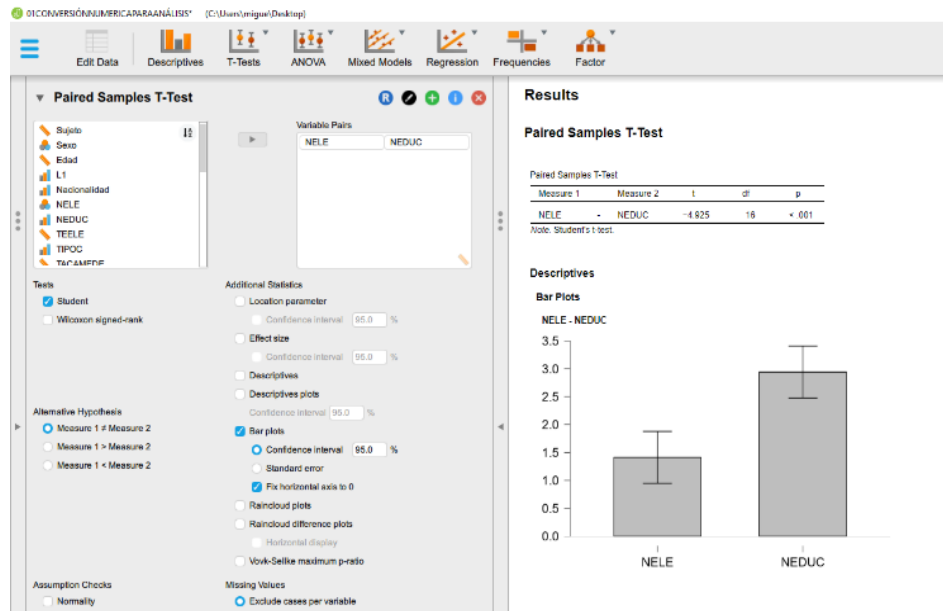 01CONVERSIÓNNUMERICAPARAANÁLISIS* (C:\Users\migue\Desktop)
Edit Data Descriptives T-Tests ANOVA Mixed Models Regression Frequencies Factor
Paired Samples T-Test
R
Sujeto
Sexo
Edad
L1
Nacionalidad
NELE
NEDUC
TEELE
TIPOC
TACAMEDE
Variable Pairs
NELE NEDUC
Tests
Student
Wilcoxon signed-rank
Alternative Hypothesis
Measure 1 ≠ Measure 2
Measure 1 > Measure 2
Measure 1 < Measure 2
Assumption Checks
Normality
Additional Statistics
Location parameter
Confidence interval 95.0 %
Effect size
Confidence interval 95.0 %
Descriptives
Descriptives plots
Confidence interval 95.0 %
Bar plots
Confidence interval 95.0 %
Standard error
Fix horizontal axis to 0
Raincloud plots
Raincloud difference plots
Horizontal display
Vovk-Sellke maximum p-ratio
Missing Values
Exclude cases per variable
Results
Paired Samples T-Test
Paired Samples T-Test
Measure 1 Measure 2 t df p
NELE - NEDUC −4.925 16 < .001
Note. Student's t-test.
Descriptives
Bar Plots
NELE - NEDUC
3.5
3.0
2.5
2.0
1.5
1.0
0.5
0.0
NELE NEDUC